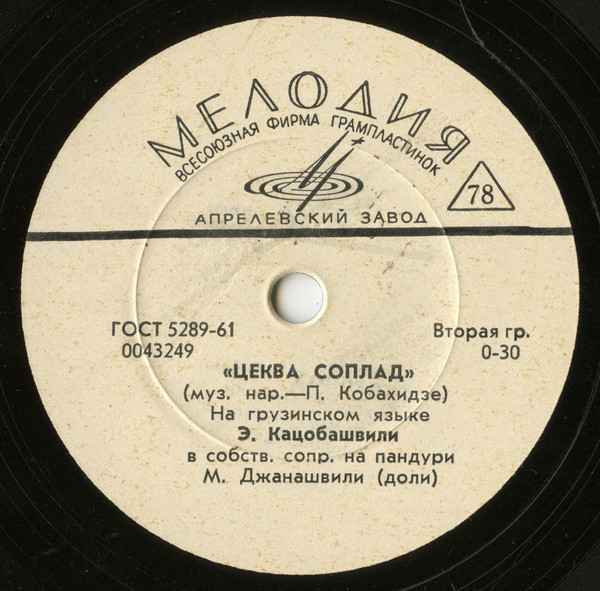 МЕЛОДИЯ
ВСЕСОЮЗНАЯ ФИРМА ГРАМПЛАСТИНОК
78
АПРЕЛЕВСКИЙ ЗАВОД
ГОСТ 5289-61
0043249
Вторая гр.
0-30
«ЦЕКВА СОПЛАД»
(муз. нар.—П. Кобахидзе)
На грузинском языке
Э. Кацобашвили
в собств. сопр. на пандури
М. Джанашвили (доли)